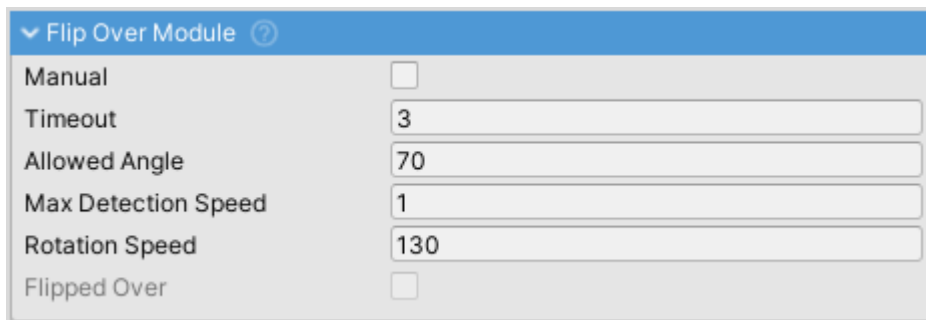 Flip Over Module ?
Manual
Timeout 3
Allowed Angle 70
Max Detection Speed 1
Rotation Speed 130
Flipped Over